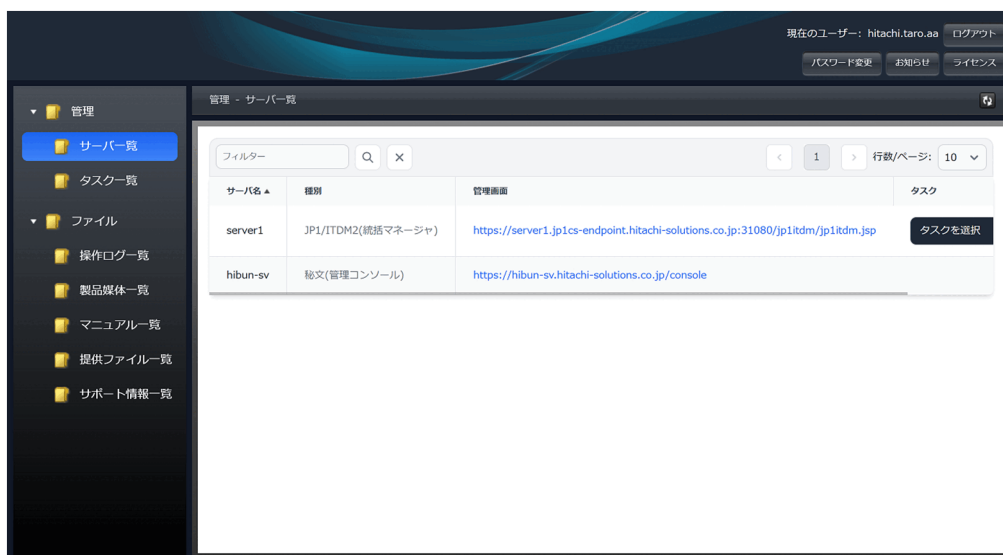 現在のユーザー: hitachi.taro.aa ログアウト
パスワード変更 お知らせ ライセンス
管理 - サーバ一覧
管理
サーバ一覧
タスク一覧
ファイル
操作ログ一覧
製品媒体一覧
マニュアル一覧
提供ファイル一覧
サポート情報一覧
フィルター 1 行数/ページ: 10
サーバ名 種別 管理画面 タスク
server1 JP1/ITDM2(統括マネージャ) https://server1.jp1cs-endpoint.hitachi-solutions.co.jp:31080/jp1itdm/jp1itdm.jsp タスクを選択
hibun-sv 秘文(管理コンソール) https://hibun-sv.hitachi-solutions.co.jp/console